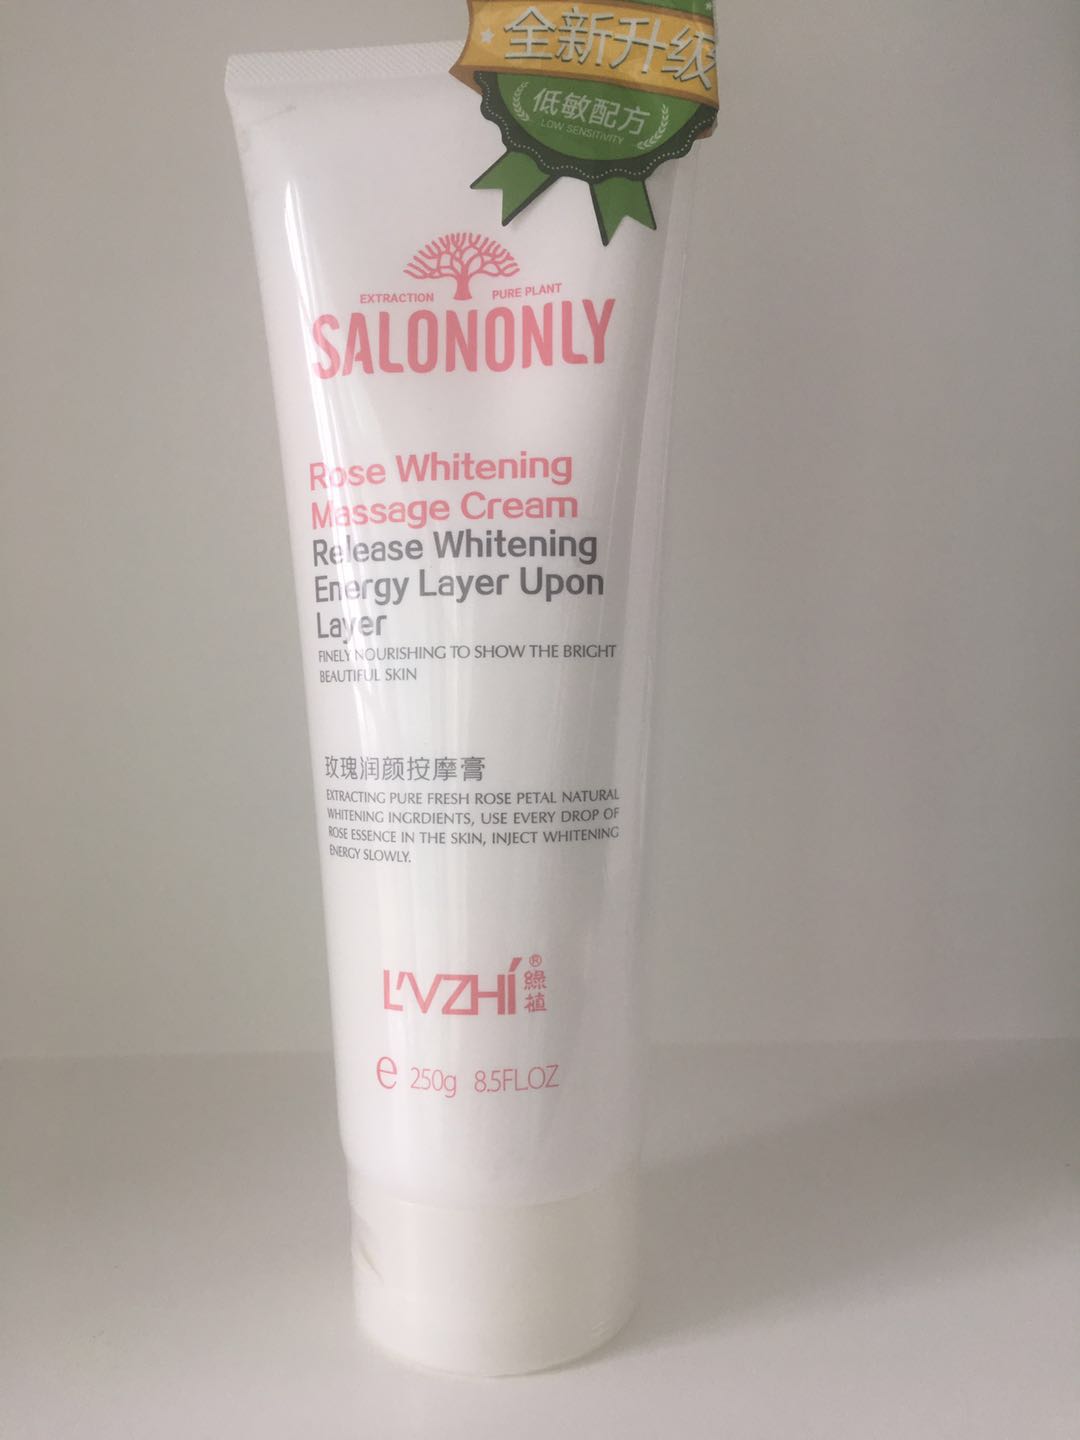 全新升级
低敏配方
LOW SENSITIVITY
EXTRACTION PURE PLANT
SALONONLY
Rose Whitening
Massage Cream
Release Whitening
Energy Layer Upon
Layer
FINELY NOURISHING TO SHOW THE BRIGHT
BEAUTIFUL SKIN
玫瑰润颜按摩膏
EXTRACTING PURE FRESH ROSE PETAL NATURAL
WHITENING INGRDIENTS, USE EVERY DROP OF
ROSE ESSENCE IN THE SKIN, INJECT WHITENING
ENERGY SLOWLY.
L'VZHÍ® 綠植
e 250g 8.5FLOZ